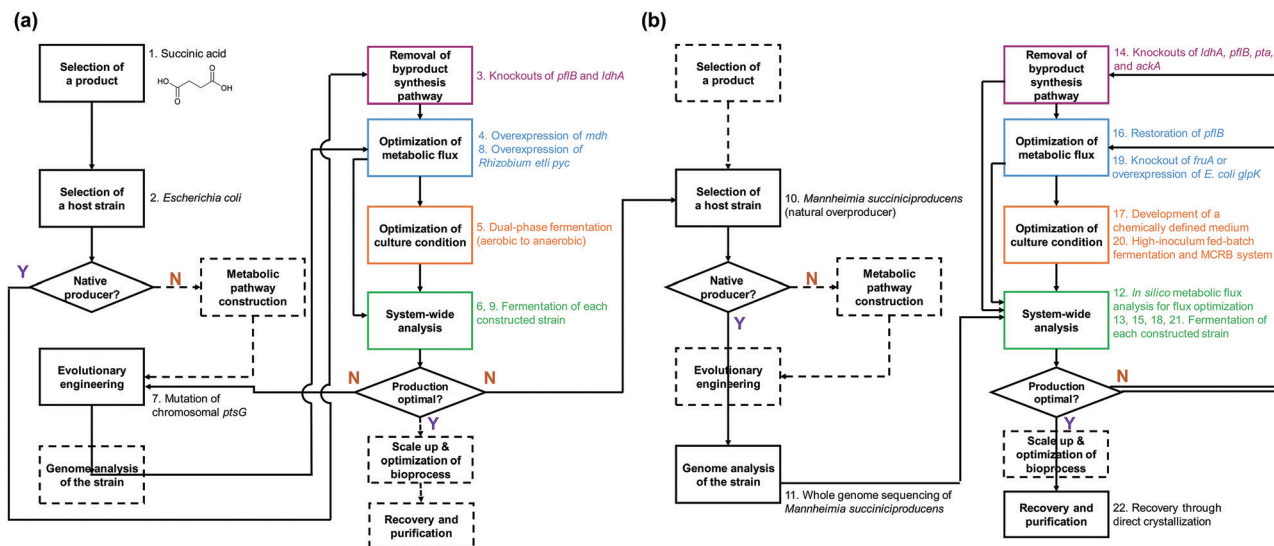 (a)
Selection of
a product
1. Succinic acid
HO
O
O
OH
Selection of
a host strain
2. Escherichia coli
Y
Native
producer?
N
Metabolic
pathway
construction
Evolutionary
engineering
7. Mutation of
chromosomal ptsG
Genome analysis
of the strain
Removal of
byproduct
synthesis
pathway
3. Knockouts of pflB and ldhA
Optimization of
metabolic flux
4. Overexpression of mdh
8. Overexpression of
Rhizobium etli pyc
Optimization of
culture condition
5. Dual-phase fermentation
(aerobic to anaerobic)
System-wide
analysis
6, 9. Fermentation of each
constructed strain
N
Production
optimal?
N
Y
Scale up &
optimization of
bioprocess
Recovery and
purification
(b)
Selection of
a product
Selection of
a host strain
10. Mannheimia succiniciproducens
(natural overproducer)
Native
producer?
N
Y
Metabolic
pathway
construction
Evolutionary
engineering
Genome analysis
of the strain
11. Whole genome sequencing of
Mannheimia succiniciproducens
Removal of
byproduct
synthesis
pathway
14. Knockouts of ldhA, pflB, pta,
and ackA
Optimization of
metabolic flux
16. Restoration of pflB
19. Knockout of fruA or
overexpression of E. coli glpK
Optimization of
culture condition
17. Development of a
chemically defined medium
20. High-inoculum fed-batch
fermentation and MCRB system
System-wide
analysis
12. In silico metabolic flux
analysis for flux optimization
13, 15, 18, 21. Fermentation of
each constructed strain
Production
optimal?
N
Y
Scale up &
optimization of
bioprocess
Recovery and
purification
22. Recovery through
direct crystallization